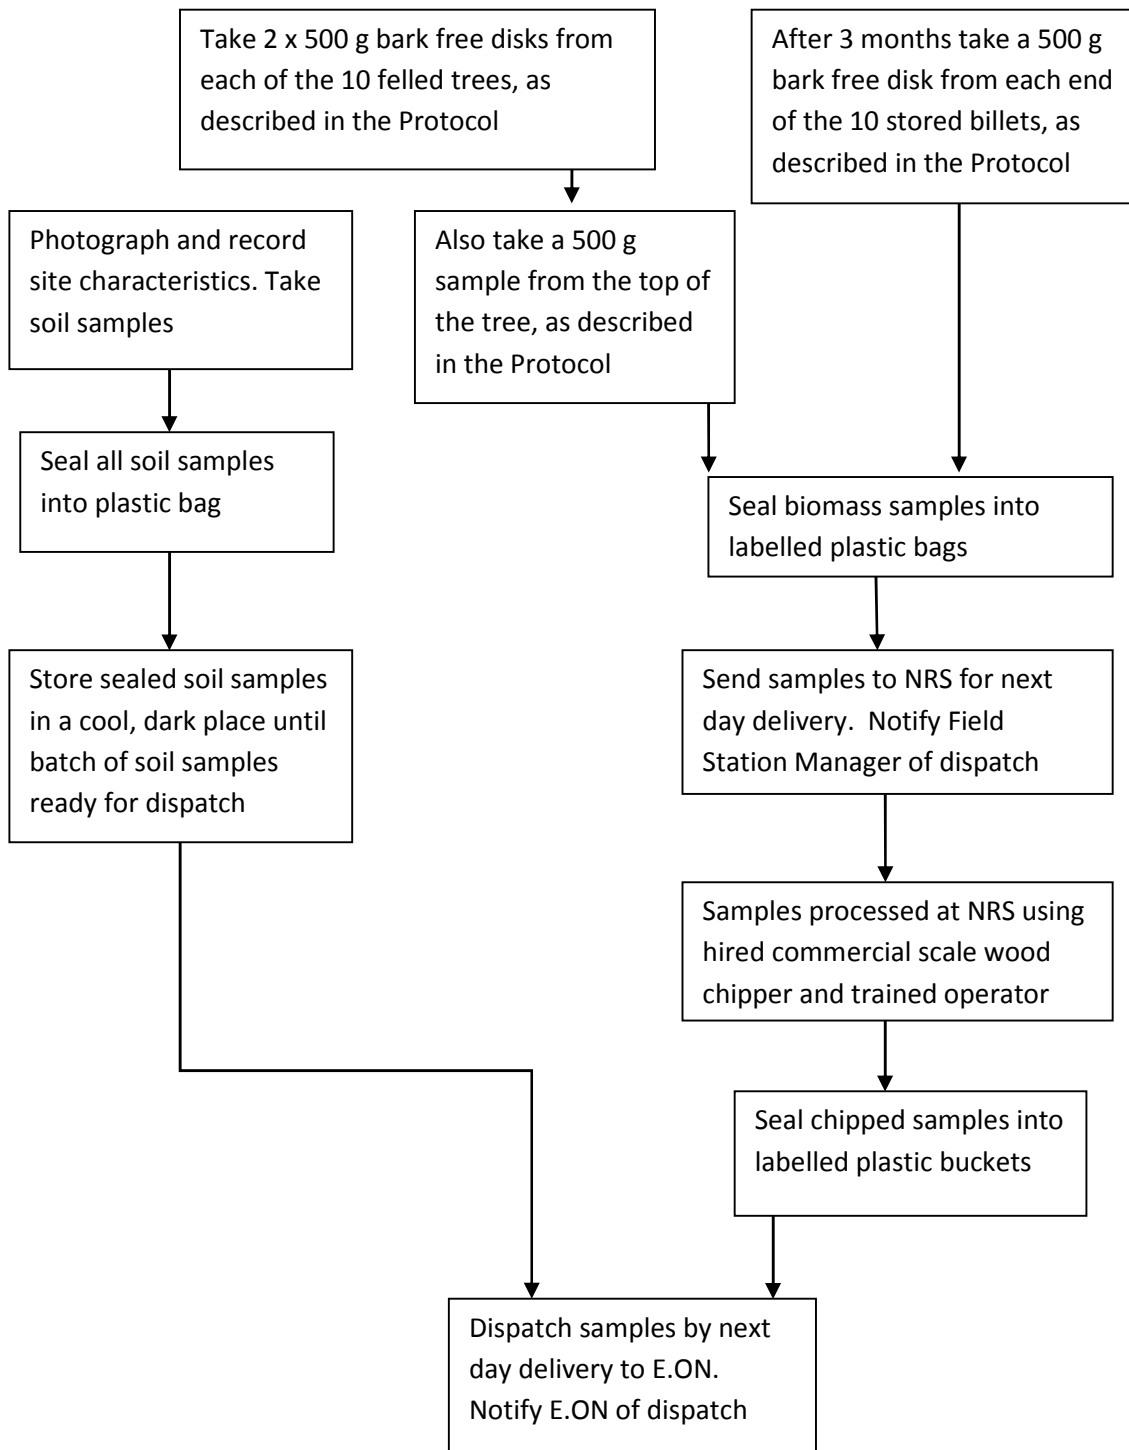 Take 2 x 500 g bark free disks from
each of the 10 felled trees, as
described in the Protocol
After 3 months take a 500 g
bark free disk from each end
of the 10 stored billets, as
described in the Protocol
Photograph and record
site characteristics. Take
soil samples
Also take a 500 g
sample from the top of
the tree, as described
in the Protocol
Seal all soil samples
into plastic bag
Seal biomass samples into
labelled plastic bags
Store sealed soil samples
in a cool, dark place until
batch of soil samples
ready for dispatch
Send samples to NRS for next
day delivery.  Notify Field
Station Manager of dispatch
Samples processed at NRS using
hired commercial scale wood
chipper and trained operator
Seal chipped samples into
labelled plastic buckets
Dispatch samples by next
day delivery to E.ON.
Notify E.ON of dispatch